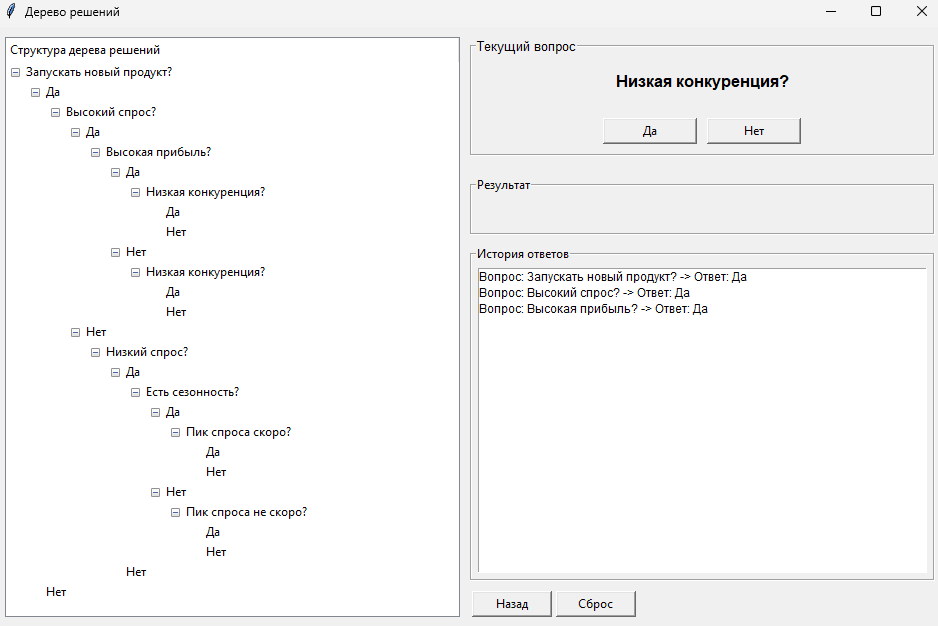 Дерево решений
Структура дерева решений
Запускать новый продукт?
Да
Высокий спрос?
Да
Высокая прибыль?
Да
Низкая конкуренция?
Да
Нет
Нет
Низкая конкуренция?
Да
Нет
Нет
Низкий спрос?
Да
Есть сезонность?
Да
Пик спроса скоро?
Да
Нет
Нет
Пик спроса не скоро?
Да
Нет
Нет
Нет
Текущий вопрос
Низкая конкуренция?
Да Нет
Результат
История ответов
Вопрос: Запускать новый продукт? -> Ответ: Да
Вопрос: Высокий спрос? -> Ответ: Да
Вопрос: Высокая прибыль? -> Ответ: Да
Назад Сброс